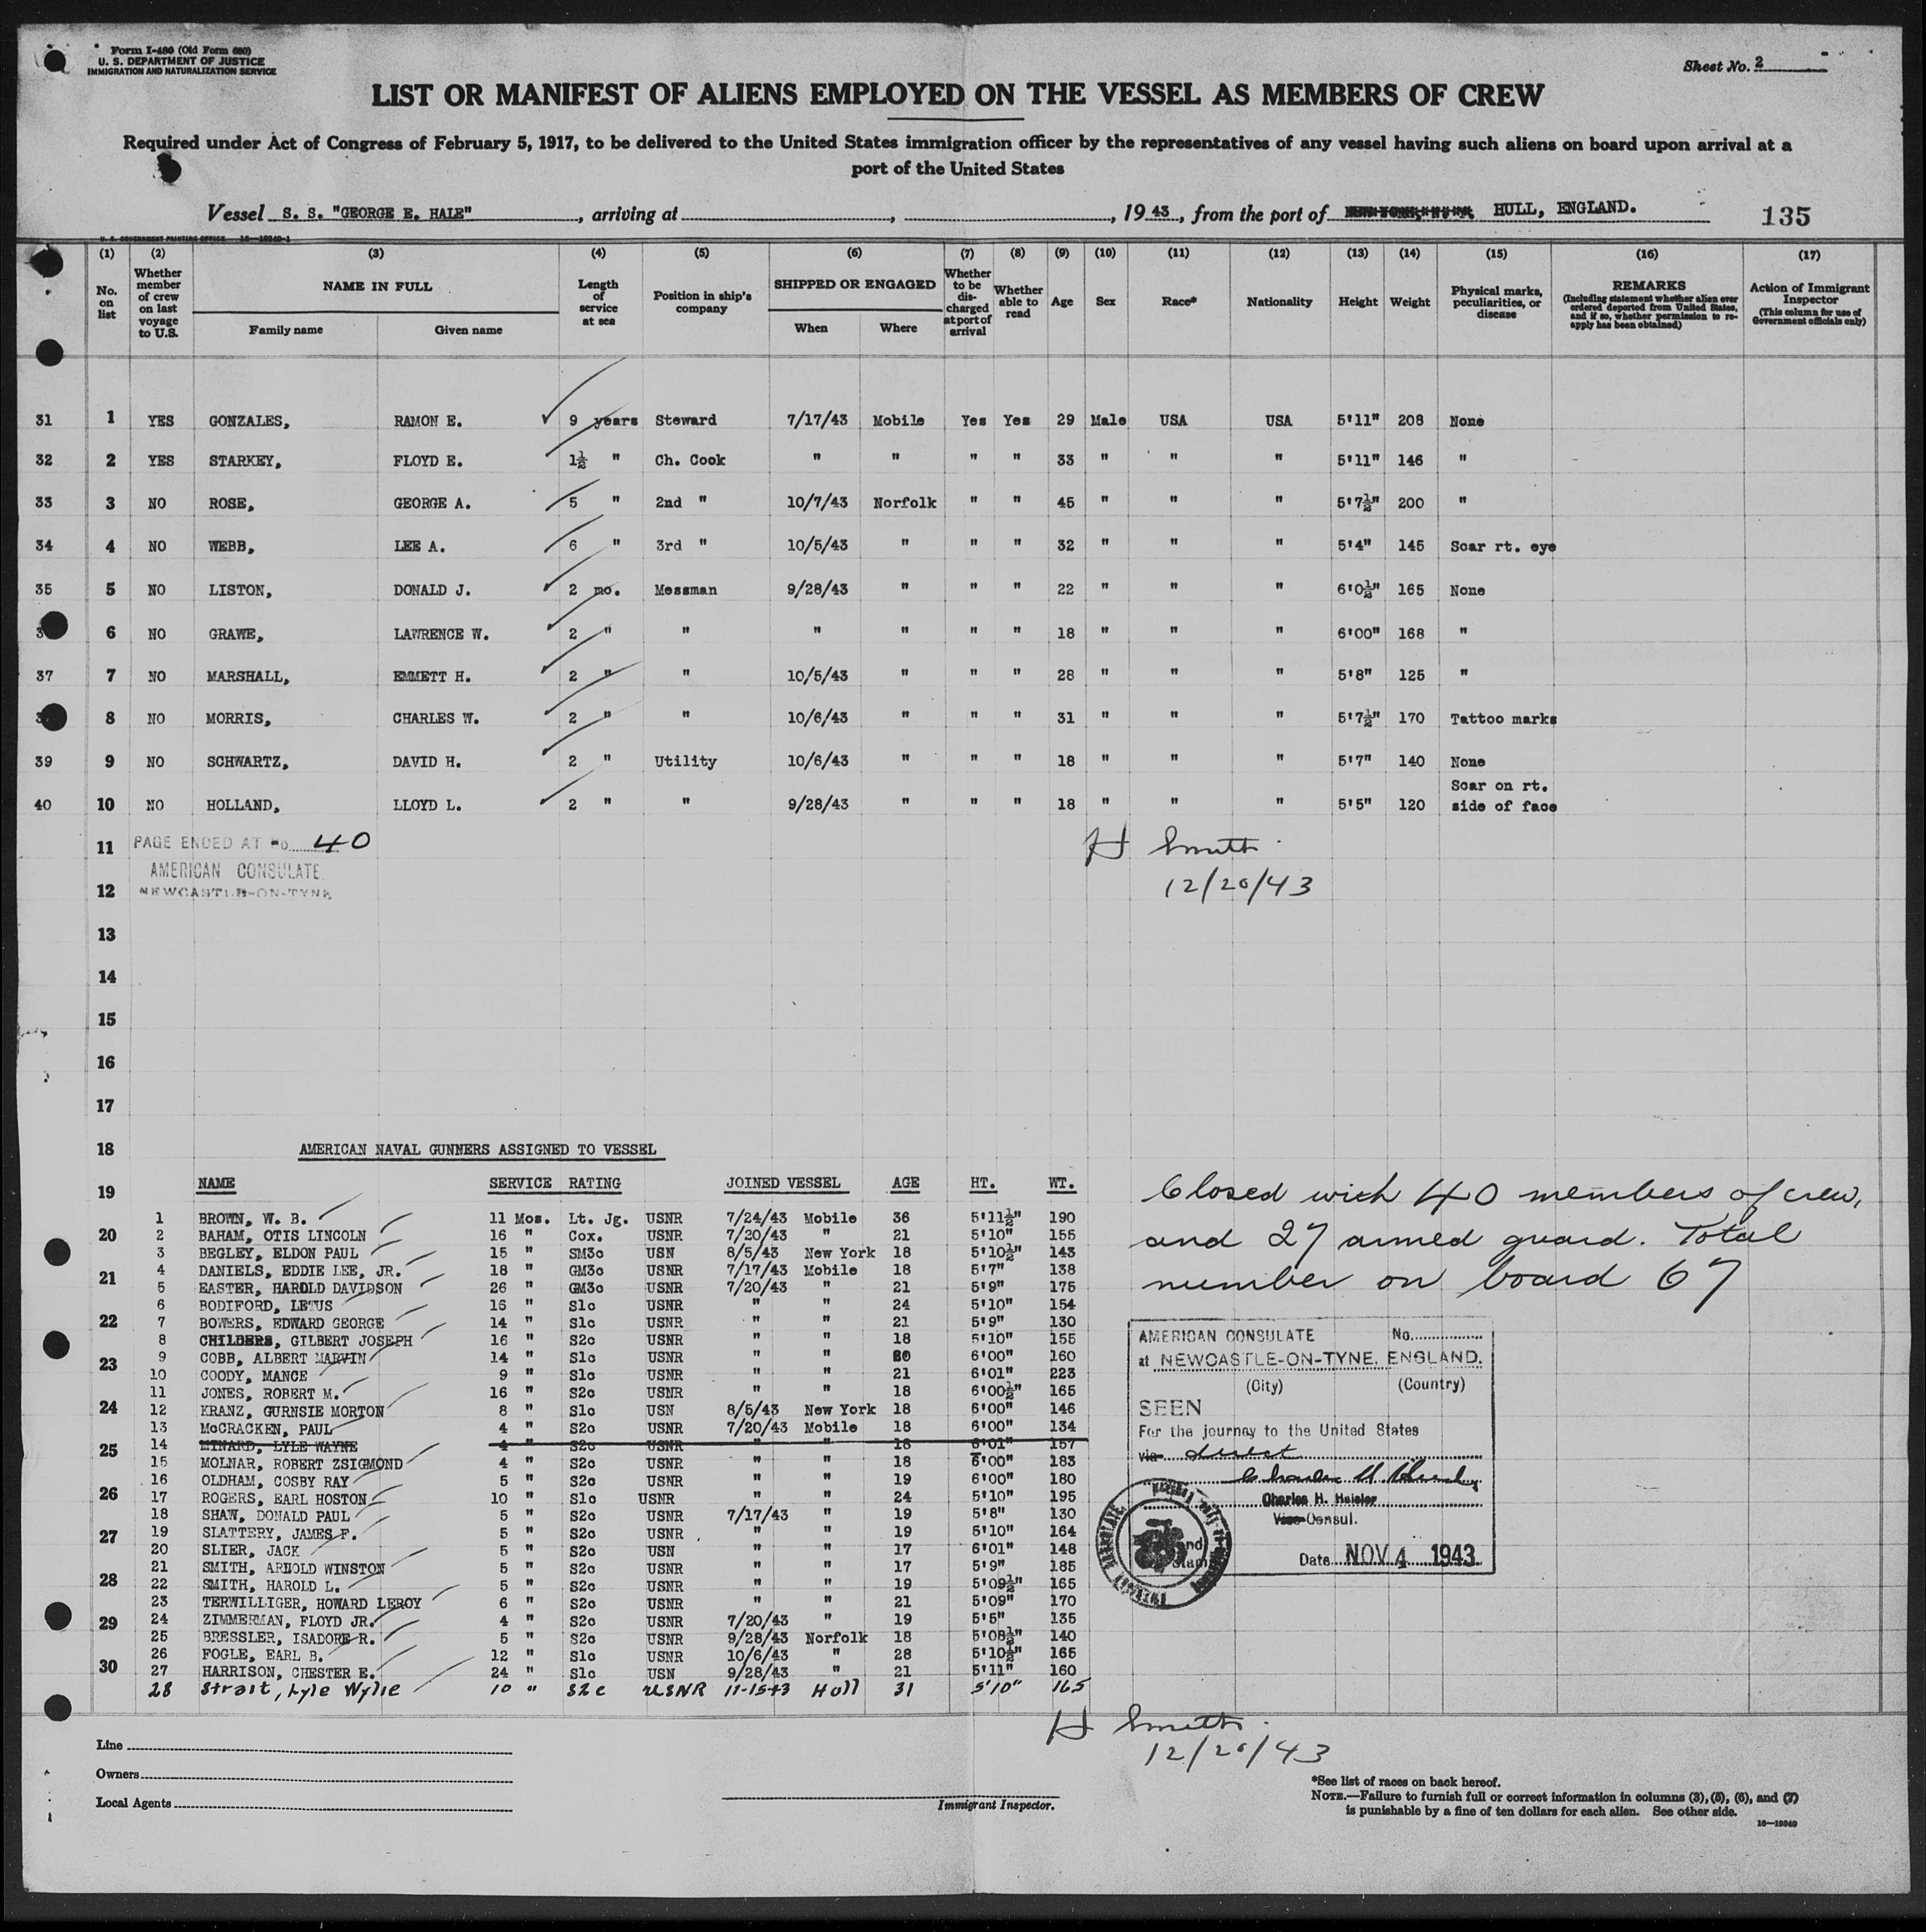 Form I-480 (Old Form 680)
U. S. DEPARTMENT OF JUSTICE
IMMIGRATION AND NATURALIZATION SERVICE
Sheet No. 2
LIST OR MANIFEST OF ALIENS EMPLOYED ON THE VESSEL AS MEMBERS OF CREW
Required under Act of Congress of February 5, 1917, to be delivered to the United States immigration officer by the representatives of any vessel having such aliens on board upon arrival at a
port of the United States
Vessel S. S. "GEORGE E. HALE", arriving at , , 19 43, from the port of HULL, ENGLAND. 135
U. S. GOVERNMENT PRINTING OFFICE 16-19240-1
(1) (2) (3) (4) (5) (6) (7) (8) (9) (10) (11) (12) (13) (14) (15) (16) (17)
No. on list
Whether member of crew on last voyage to U.S.
NAME IN FULL
Family name Given name
Length of service at sea
Position in ship's company
SHIPPED OR ENGAGED
When Where
Whether to be discharged at port of arrival
Whether able to read
Age Sex Race* Nationality Height Weight
Physical marks, peculiarities, or disease
REMARKS
(Including statement whether alien ever ordered deported from United States, and if so, whether permission to re-apply has been obtained)
Action of Immigrant Inspector
(This column for use of Government officials only)
31 1 YES GONZALES, RAMON E. 9 years Steward 7/17/43 Mobile Yes Yes 29 Male USA USA 5'11" 208 None
32 2 YES STARKEY, FLOYD E. 1½ " Ch. Cook " " " " 33 " " " 5'11" 146 "
33 3 NO ROSE, GEORGE A. 5 " 2nd " 10/7/43 Norfolk " " 45 " " " 5'7½" 200 "
34 4 NO WEBB, LEE A. 6 " 3rd " 10/5/43 " " " 32 " " " 5'4" 145 Scar rt. eye
35 5 NO LISTON, DONALD J. 2 mo. Messman 9/28/43 " " " 22 " " " 6'0½" 165 None
6 NO GRAWE, LAWRENCE W. 2 " " " " " " 18 " " " 6'00" 168 "
37 7 NO MARSHALL, EMMETT H. 2 " " 10/5/43 " " " 28 " " " 5'8" 125 "
8 NO MORRIS, CHARLES W. 2 " " 10/6/43 " " " 31 " " " 5'7½" 170 Tattoo marks
39 9 NO SCHWARTZ, DAVID H. 2 " Utility 10/6/43 " " " 18 " " " 5'7" 140 None
40 10 NO HOLLAND, LLOYD L. 2 " " 9/28/43 " " " 18 " " " 5'5" 120 Scar on rt. side of face
11 PAGE ENDED AT No. 40 H Smith
AMERICAN CONSULATE
12 NEWCASTLE-ON-TYNE 12/20/43
13
14
15
16
17
18 AMERICAN NAVAL GUNNERS ASSIGNED TO VESSEL
19 NAME SERVICE RATING JOINED VESSEL AGE HT. WT.
1 BROWN, W. B. 11 Mos. Lt. Jg. USNR 7/24/43 Mobile 36 5'11½" 190
20 2 BAHAM, OTIS LINCOLN 16 " Cox. USNR 7/20/43 " 21 5'10" 155
3 BEGLEY, ELDON PAUL 15 " SM3c USN 8/5/43 New York 18 5'10½" 143
4 DANIELS, EDDIE LEE, JR. 18 " GM3c USNR 7/17/43 Mobile 18 5'7" 138
21 5 EASTER, HAROLD DAVIDSON 26 " GM3c USNR 7/20/43 " 21 5'9" 175
6 BODIFORD, LETUS 16 " S1c USNR " " 24 5'10" 154
22 7 BOWERS, EDWARD GEORGE 14 " S1c USNR " " 21 5'9" 130
8 CHILDERS, GILBERT JOSEPH 16 " S2c USNR " " 18 5'10" 155
23 9 COBB, ALBERT MARVIN 14 " S1c USNR " " 20 6'00" 160
10 COODY, MANCE 9 " S1c USNR " " 21 6'01" 223
11 JONES, ROBERT M. 16 " S2c USNR " " 18 6'00½" 165
24 12 KRANZ, GURNSIE MORTON 8 " S1c USN 8/5/43 New York 18 6'00" 146
13 McCRACKEN, PAUL 4 " S2c USNR 7/20/43 Mobile 18 6'00" 134
25 14 MINARD, LYLE WAYNE 4 " S2c USNR " " 18 6'01" 157
15 MOLNAR, ROBERT ZSIGMOND 4 " S2c USNR " " 18 6'00" 183
16 OLDHAM, COSBY RAY 5 " S2c USNR " " 19 6'00" 180
26 17 ROGERS, EARL HOSTON 10 " S1c USNR " " 24 5'10" 195
18 SHAW, DONALD PAUL 5 " S2c USNR 7/17/43 " 19 5'8" 130
27 19 SLATTERY, JAMES F. 5 " S2c USNR " " 19 5'10" 164
20 SLIER, JACK 5 " S2c USN " " 17 6'01" 148
21 SMITH, ARNOLD WINSTON 5 " S2c USNR " " 17 5'9" 185
28 22 SMITH, HAROLD L. 5 " S2c USNR " " 19 5'09½" 165
23 TERWILLIGER, HOWARD LEROY 6 " S2c USNR " " 21 5'09" 170
29 24 ZIMMERMAN, FLOYD JR. 4 " S2c USNR 7/20/43 " 19 5'5" 135
25 BRESSLER, ISADORE R. 5 " S2c USNR 9/28/43 Norfolk 18 5'08½" 140
26 FOGLE, EARL B. 12 " S1c USNR 10/6/43 " 28 5'10½" 165
30 27 HARRISON, CHESTER E. 24 " S1c USN 9/28/43 " 21 5'11" 160
28 Strait, Lyle Wylie 10 " S2c USNR 11-15-43 Hull 31 5'10" 165
Closed with 40 members of crew,
and 27 armed guard. Total
number on board 67
AMERICAN CONSULATE No.
at NEWCASTLE-ON-TYNE, ENGLAND.
(City) (Country)
SEEN
For the journey to the United States
via direct
Charles H. Heisler
Vice Consul.
Date NOV 4 1943
H Smith
12/20/43
Line
Owners
Local Agents
Immigrant Inspector.
*See list of races on back hereof.
NOTE.—Failure to furnish full or correct information in columns (3), (5), (6), and (7)
is punishable by a fine of ten dollars for each alien. See other side.
16-19240